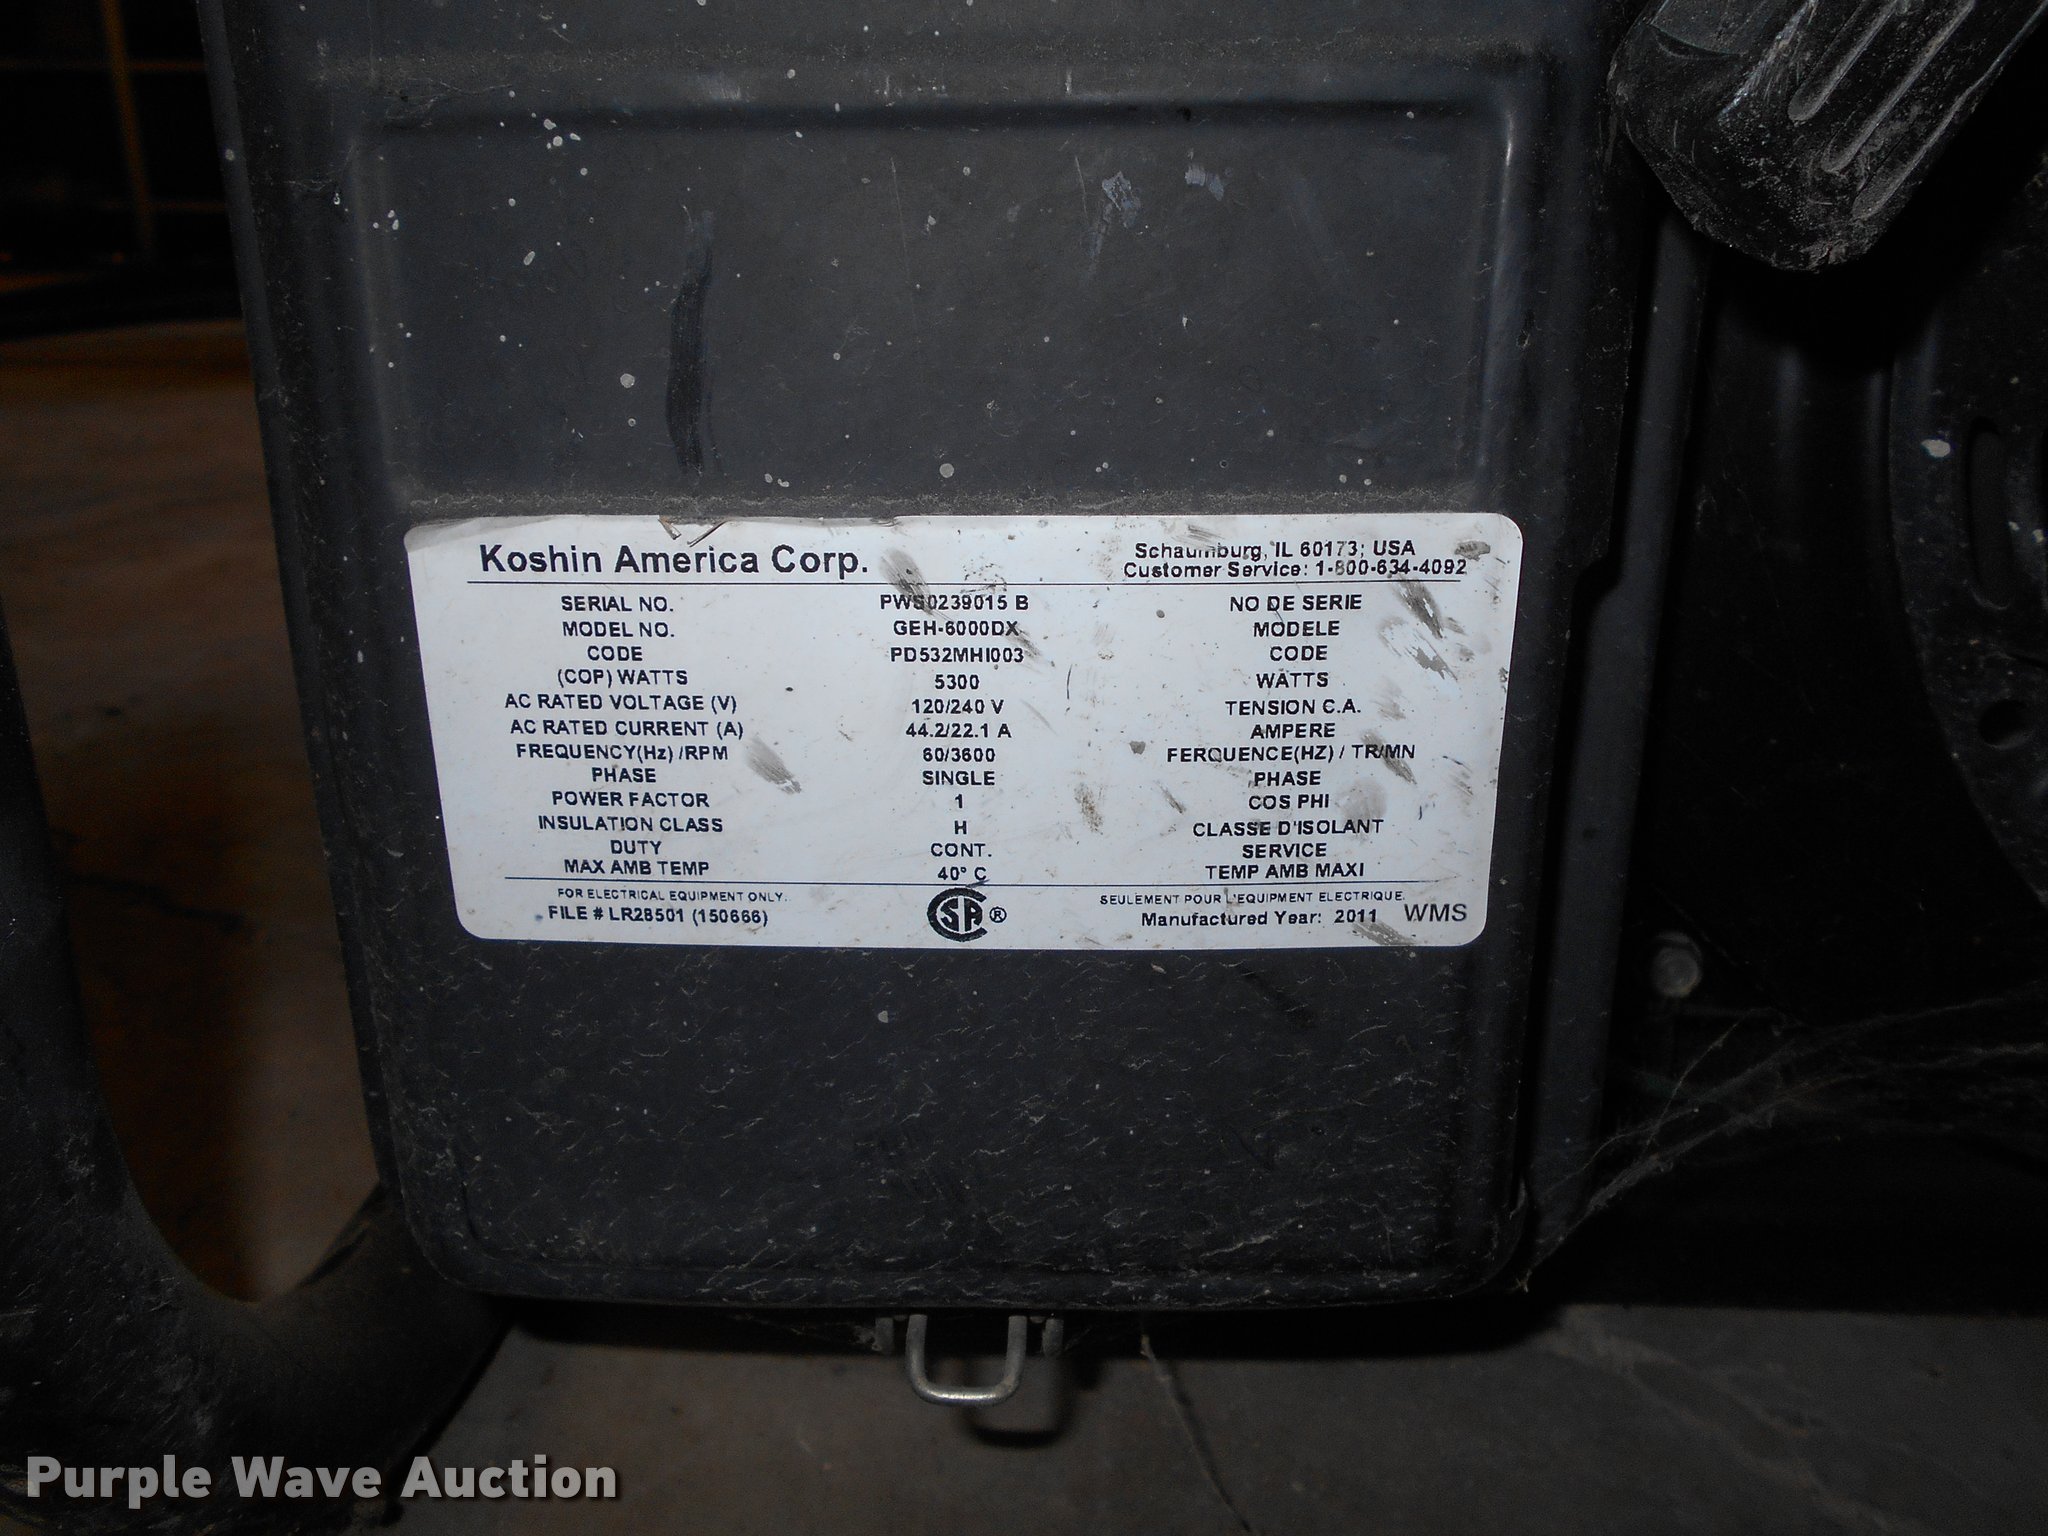 Koshin America Corp.
Schaumburg, IL 60173; USA
Customer Service: 1-800-634-4092
SERIAL NO. PWS0239015 B NO DE SERIE
MODEL NO. GEH-6000DX MODELE
CODE PD532MHI003 CODE
(COP) WATTS 5300 WATTS
AC RATED VOLTAGE (V) 120/240 V TENSION C.A.
AC RATED CURRENT (A) 44.2/22.1 A AMPERE
FREQUENCY(Hz) /RPM 60/3600 FERQUENCE(HZ) / TR/MN
PHASE SINGLE PHASE
POWER FACTOR 1 COS PHI
INSULATION CLASS H CLASSE D'ISOLANT
DUTY CONT. SERVICE
MAX AMB TEMP 40° C TEMP AMB MAXI
FOR ELECTRICAL EQUIPMENT ONLY. SEULEMENT POUR L'EQUIPMENT ELECTRIQUE.
FILE # LR28501 (150666) SA ® Manufactured Year: 2011 WMS
Purple Wave Auction